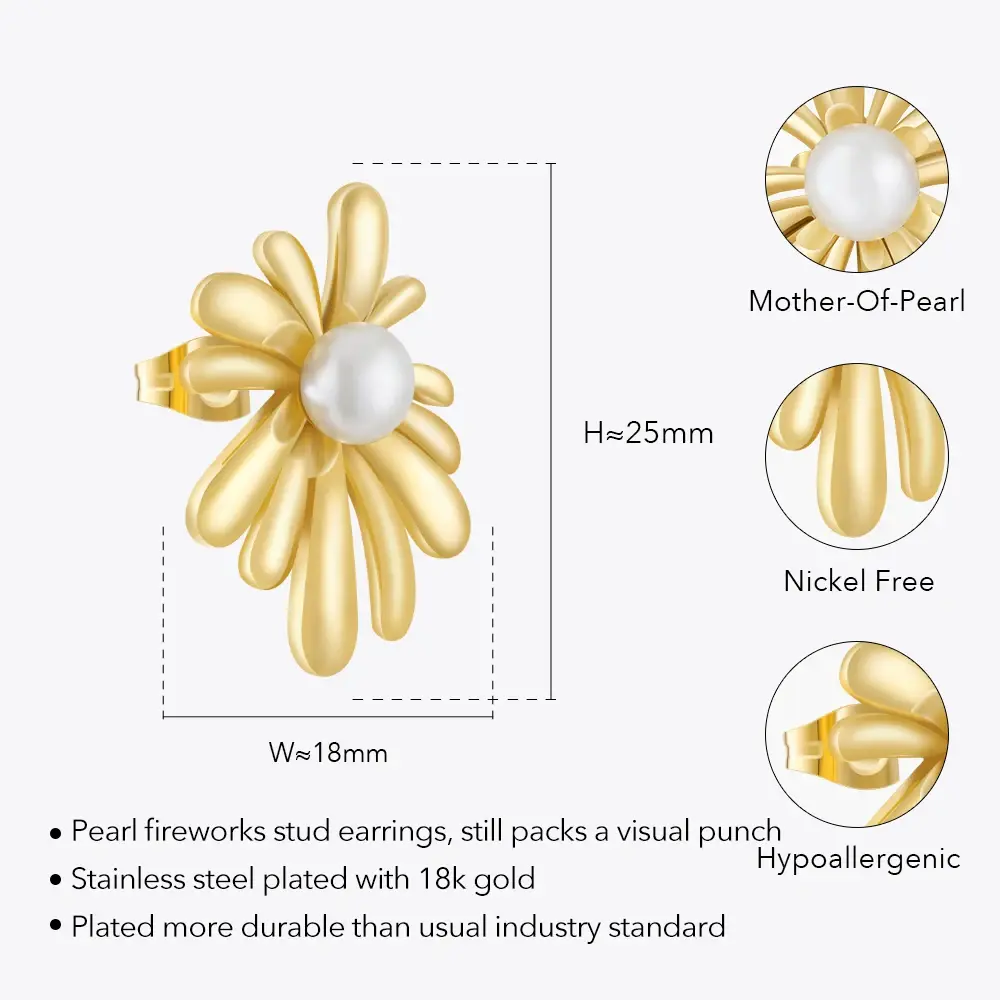 Mother-Of-Pearl
H≈25mm
Nickel Free
W≈18mm
• Pearl fireworks stud earrings, still packs a visual punch
Hypoallergenic
• Stainless steel plated with 18k gold
• Plated more durable than usual industry standard